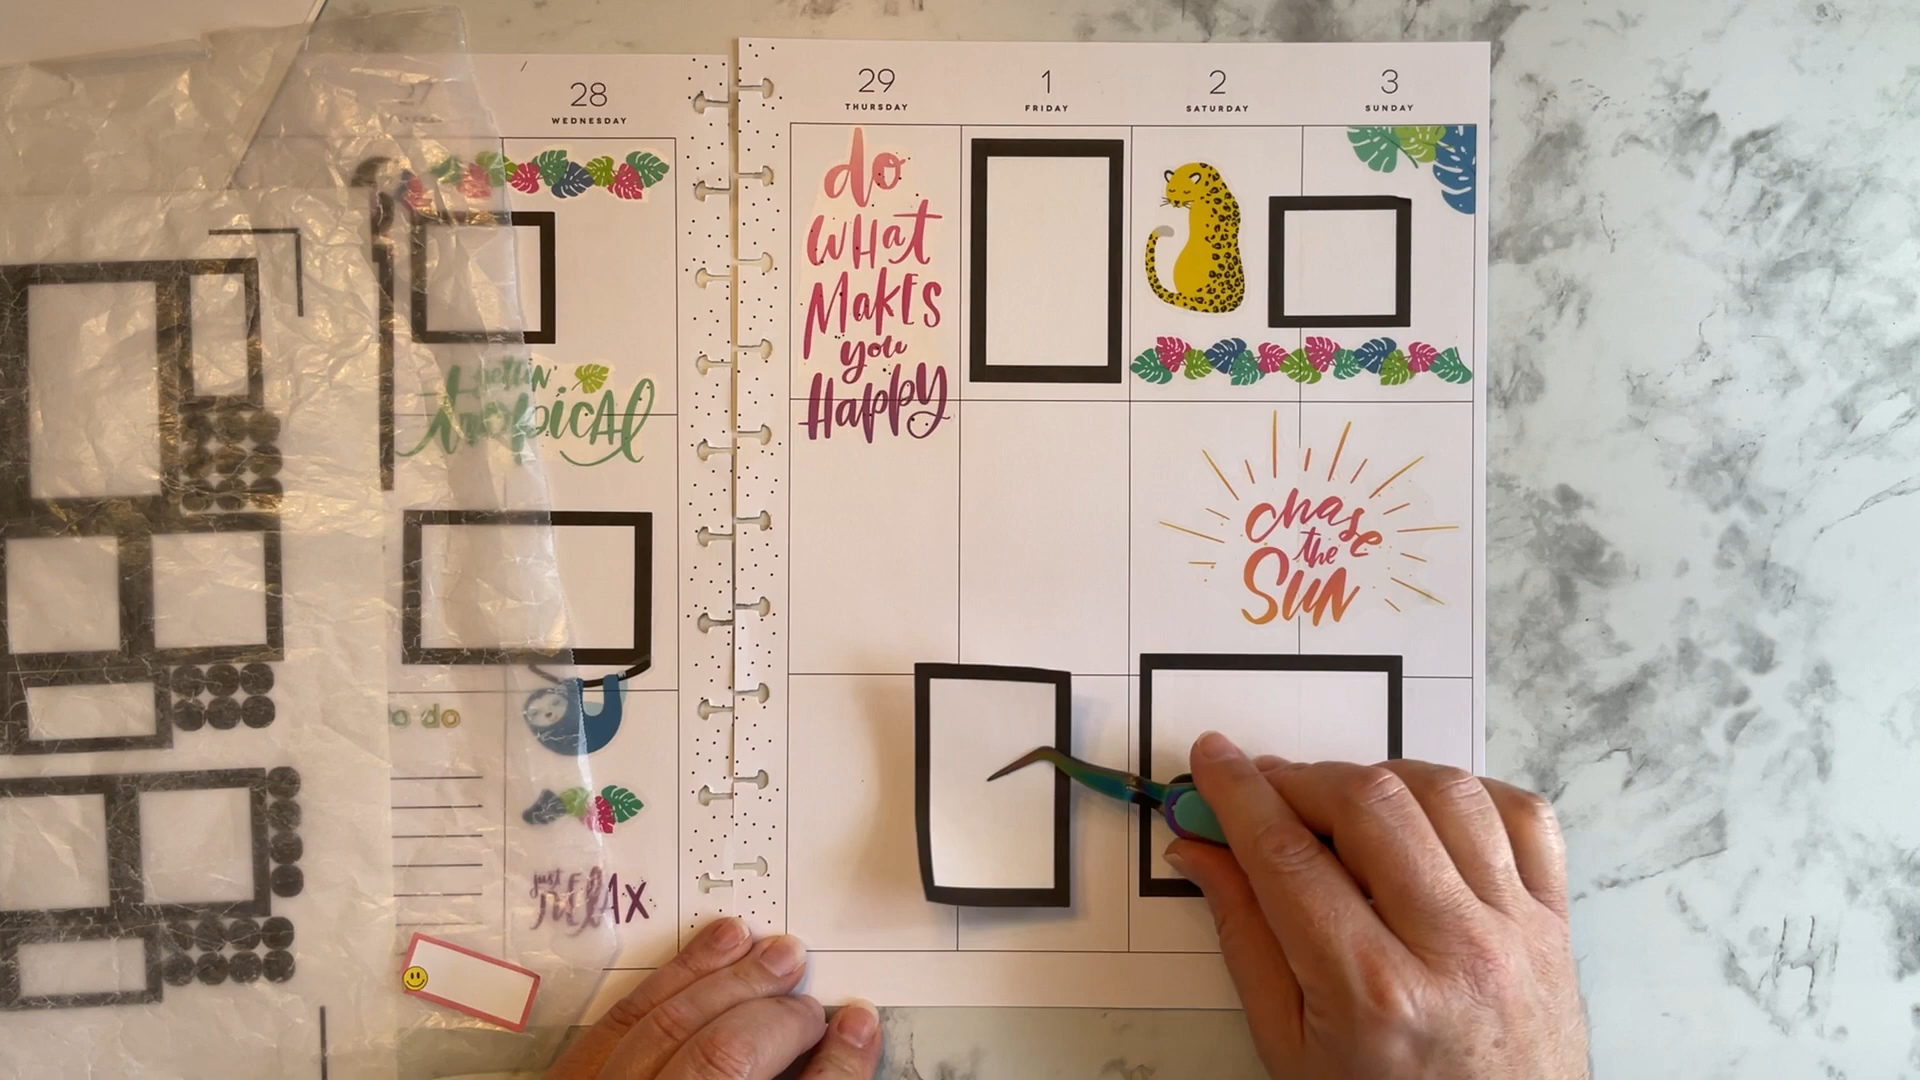 28
WEDNESDAY
tropical
o do
just
RELAX
29
THURSDAY
do
WHat
MaKES
you
Happy
1
FRIDAY
2
SATURDAY
3
SUNDAY
chase
the
SUN